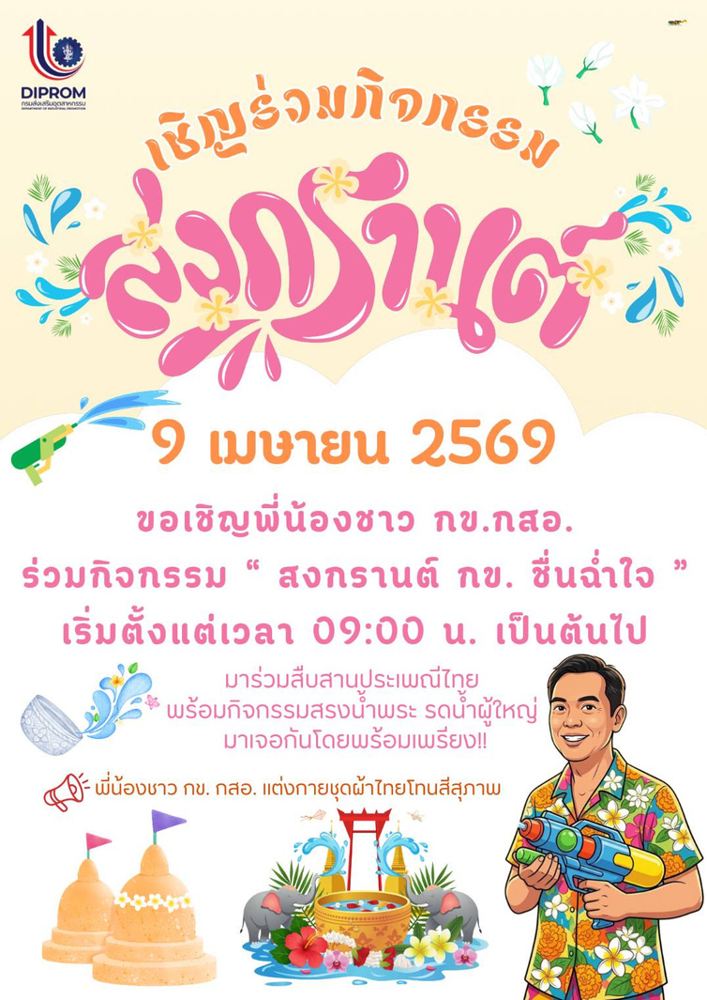 DIPROM
กรมส่งเสริมอุตสาหกรรม
DEPARTMENT OF INDUSTRIAL PROMOTION
เชิญร่วมกิจกรรม
สงกรานต์
9 เมษายน 2569
ขอเชิญพี่น้องชาว กข.กสอ.
ร่วมกิจกรรม “ สงกรานต์ กข. ชื่นฉ่ำใจ ”
เริ่มตั้งแต่เวลา 09:00 น. เป็นต้นไป
มาร่วมสืบสานประเพณีไทย
พร้อมกิจกรรมสรงน้ำพระ รดน้ำผู้ใหญ่
มาเจอกันโดยพร้อมเพรียง!!
พี่น้องชาว กข. กสอ. แต่งกายชุดผ้าไทยโทนสีสุภาพ